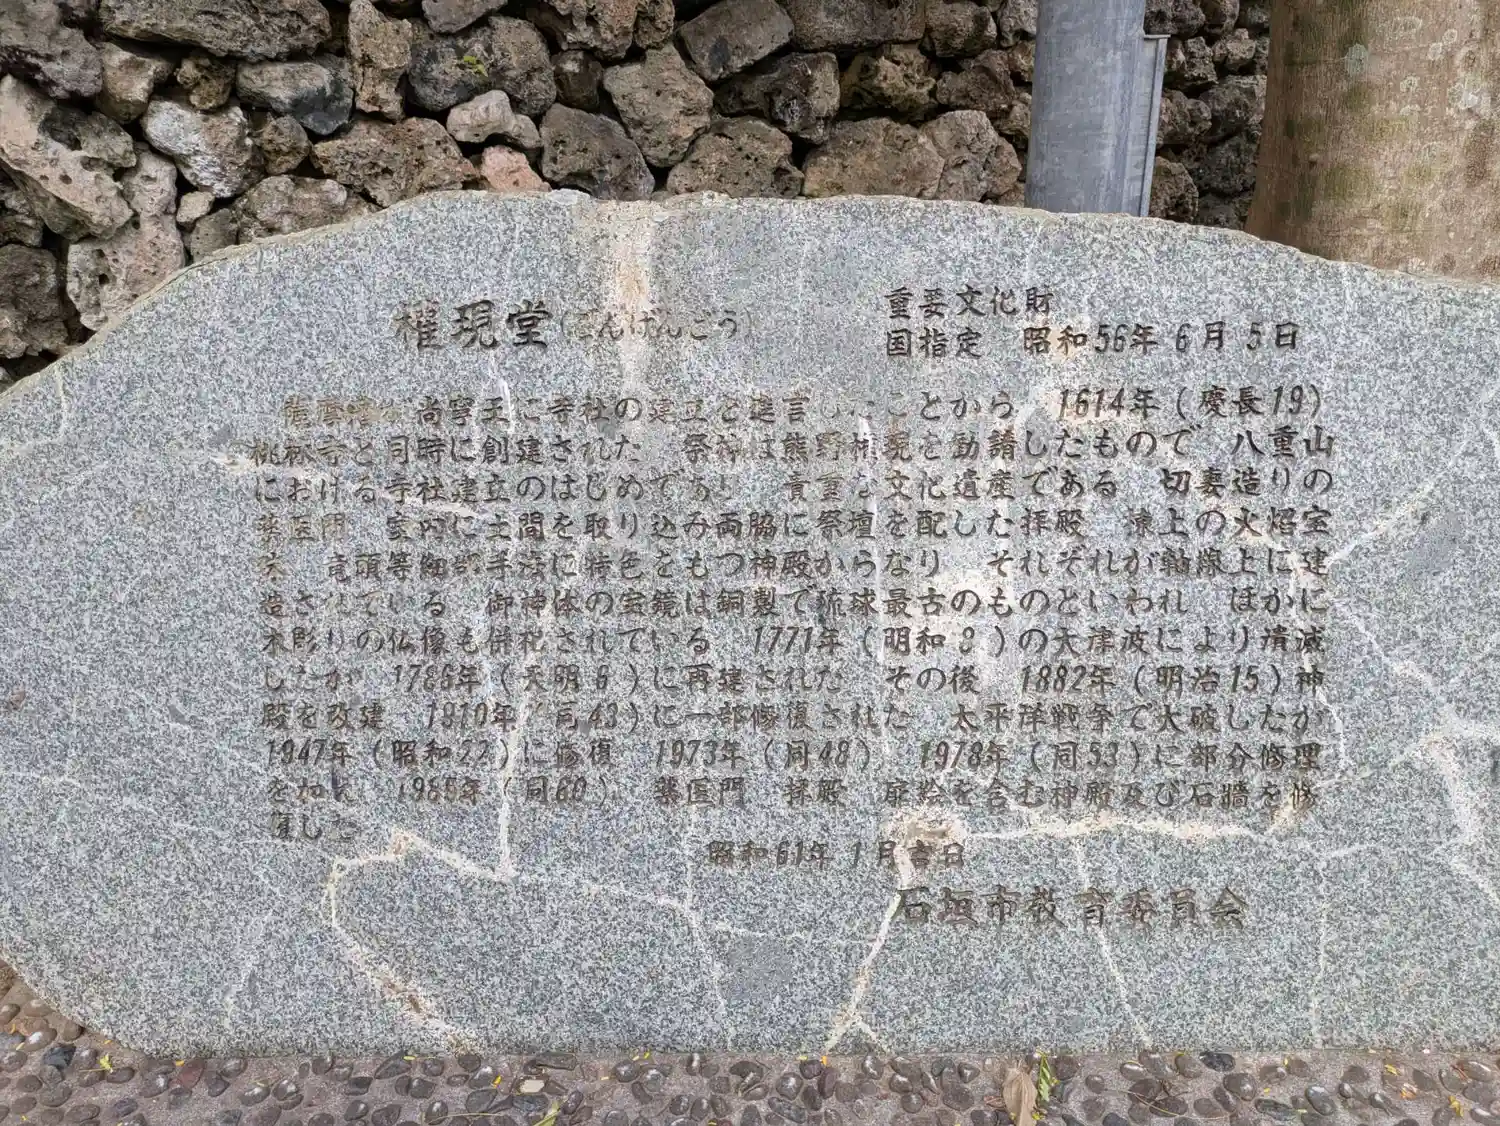 重要文化財
国指定 昭和56年6月5日
権現堂(ごんげんどう)
薩摩藩が 尚寧王に寺社の建立を進言したことから 1614年(慶長19)
桃林寺と同時に創建された 祭神は熊野権現を勧請したもので 八重山
における寺社建立のはじめで あり 貴重な文化遺産である 切妻造りの
薬医門 室内に土間を取り込み 両脇に祭壇を配した拝殿 棟上の火焔の宝
珠 竜頭等細部に手法に特色をもつ神殿からなり それぞれが軸線上に建
造されている 御神体の宝鏡は銅製で琉球最古のものといわれ ほかに
木彫りの仏像も併祀されている 1771年(明和8)の大津波により潰滅
したが 1786年(天明6)に再建された その後 1882年(明治15)神
殿を改建 1910年(同43)に一部修復された 太平洋戦争で大破したが
1947年(昭和22)に修復 1973年(同48) 1978年(同53)に部分修理
を加え 1985年(同60) 薬医門 拝殿 扉絵を含む神殿及び石牆を修
復した
昭和61年1月吉日
石垣市教育委員会